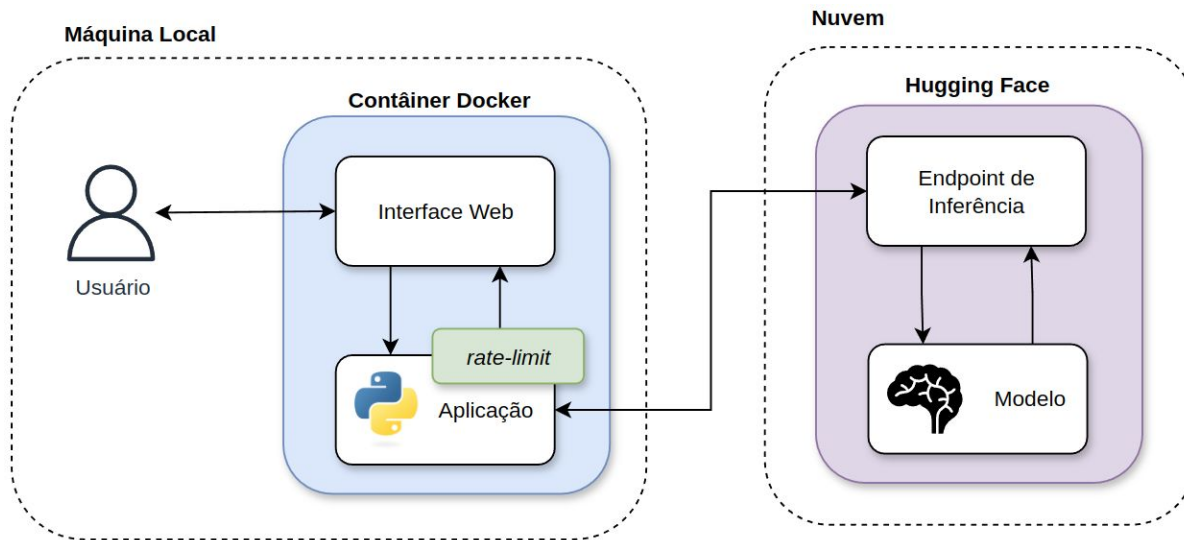 Máquina Local
Nuvem
Contâiner Docker
Hugging Face
Interface Web
Endpoint de
Inferência
Usuário
rate-limit
Aplicação
Modelo